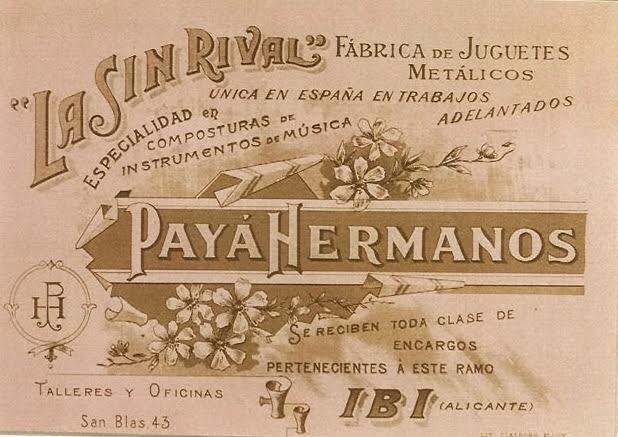 "LA SIN RIVAL"
FÁBRICA DE JUGUETES
METÁLICOS
UNICA EN ESPAÑA EN TRABAJOS
ADELANTADOS
ESPECIALIDAD en
COMPOSTURAS DE
INSTRUMENTOS DE MÚSICA
PAYÁ HERMANOS
PH
SE RECIBEN TODA CLASE DE
ENCARGOS
PERTENECIENTES À ESTE RAMO
TALLERES Y OFICINAS
San Blas, 43
IBI (ALICANTE)